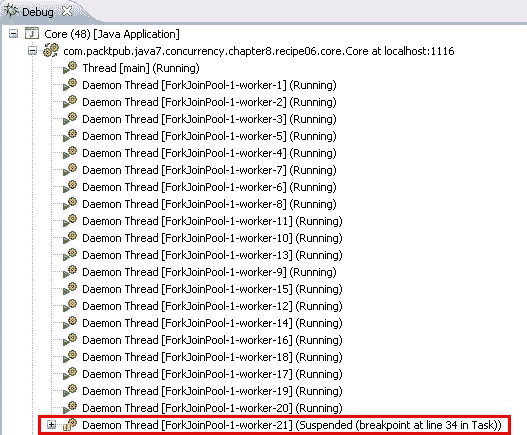 Debug
Core (48) [Java Application]
com.packtpub.java7.concurrency.chapter8.recipe06.core.Core at localhost:1116
Thread [main] (Running)
Daemon Thread [ForkJoinPool-1-worker-1] (Running)
Daemon Thread [ForkJoinPool-1-worker-2] (Running)
Daemon Thread [ForkJoinPool-1-worker-3] (Running)
Daemon Thread [ForkJoinPool-1-worker-5] (Running)
Daemon Thread [ForkJoinPool-1-worker-4] (Running)
Daemon Thread [ForkJoinPool-1-worker-7] (Running)
Daemon Thread [ForkJoinPool-1-worker-6] (Running)
Daemon Thread [ForkJoinPool-1-worker-8] (Running)
Daemon Thread [ForkJoinPool-1-worker-11] (Running)
Daemon Thread [ForkJoinPool-1-worker-10] (Running)
Daemon Thread [ForkJoinPool-1-worker-13] (Running)
Daemon Thread [ForkJoinPool-1-worker-9] (Running)
Daemon Thread [ForkJoinPool-1-worker-15] (Running)
Daemon Thread [ForkJoinPool-1-worker-12] (Running)
Daemon Thread [ForkJoinPool-1-worker-14] (Running)
Daemon Thread [ForkJoinPool-1-worker-16] (Running)
Daemon Thread [ForkJoinPool-1-worker-18] (Running)
Daemon Thread [ForkJoinPool-1-worker-17] (Running)
Daemon Thread [ForkJoinPool-1-worker-19] (Running)
Daemon Thread [ForkJoinPool-1-worker-20] (Running)
Daemon Thread [ForkJoinPool-1-worker-21] (Suspended (breakpoint at line 34 in Task))